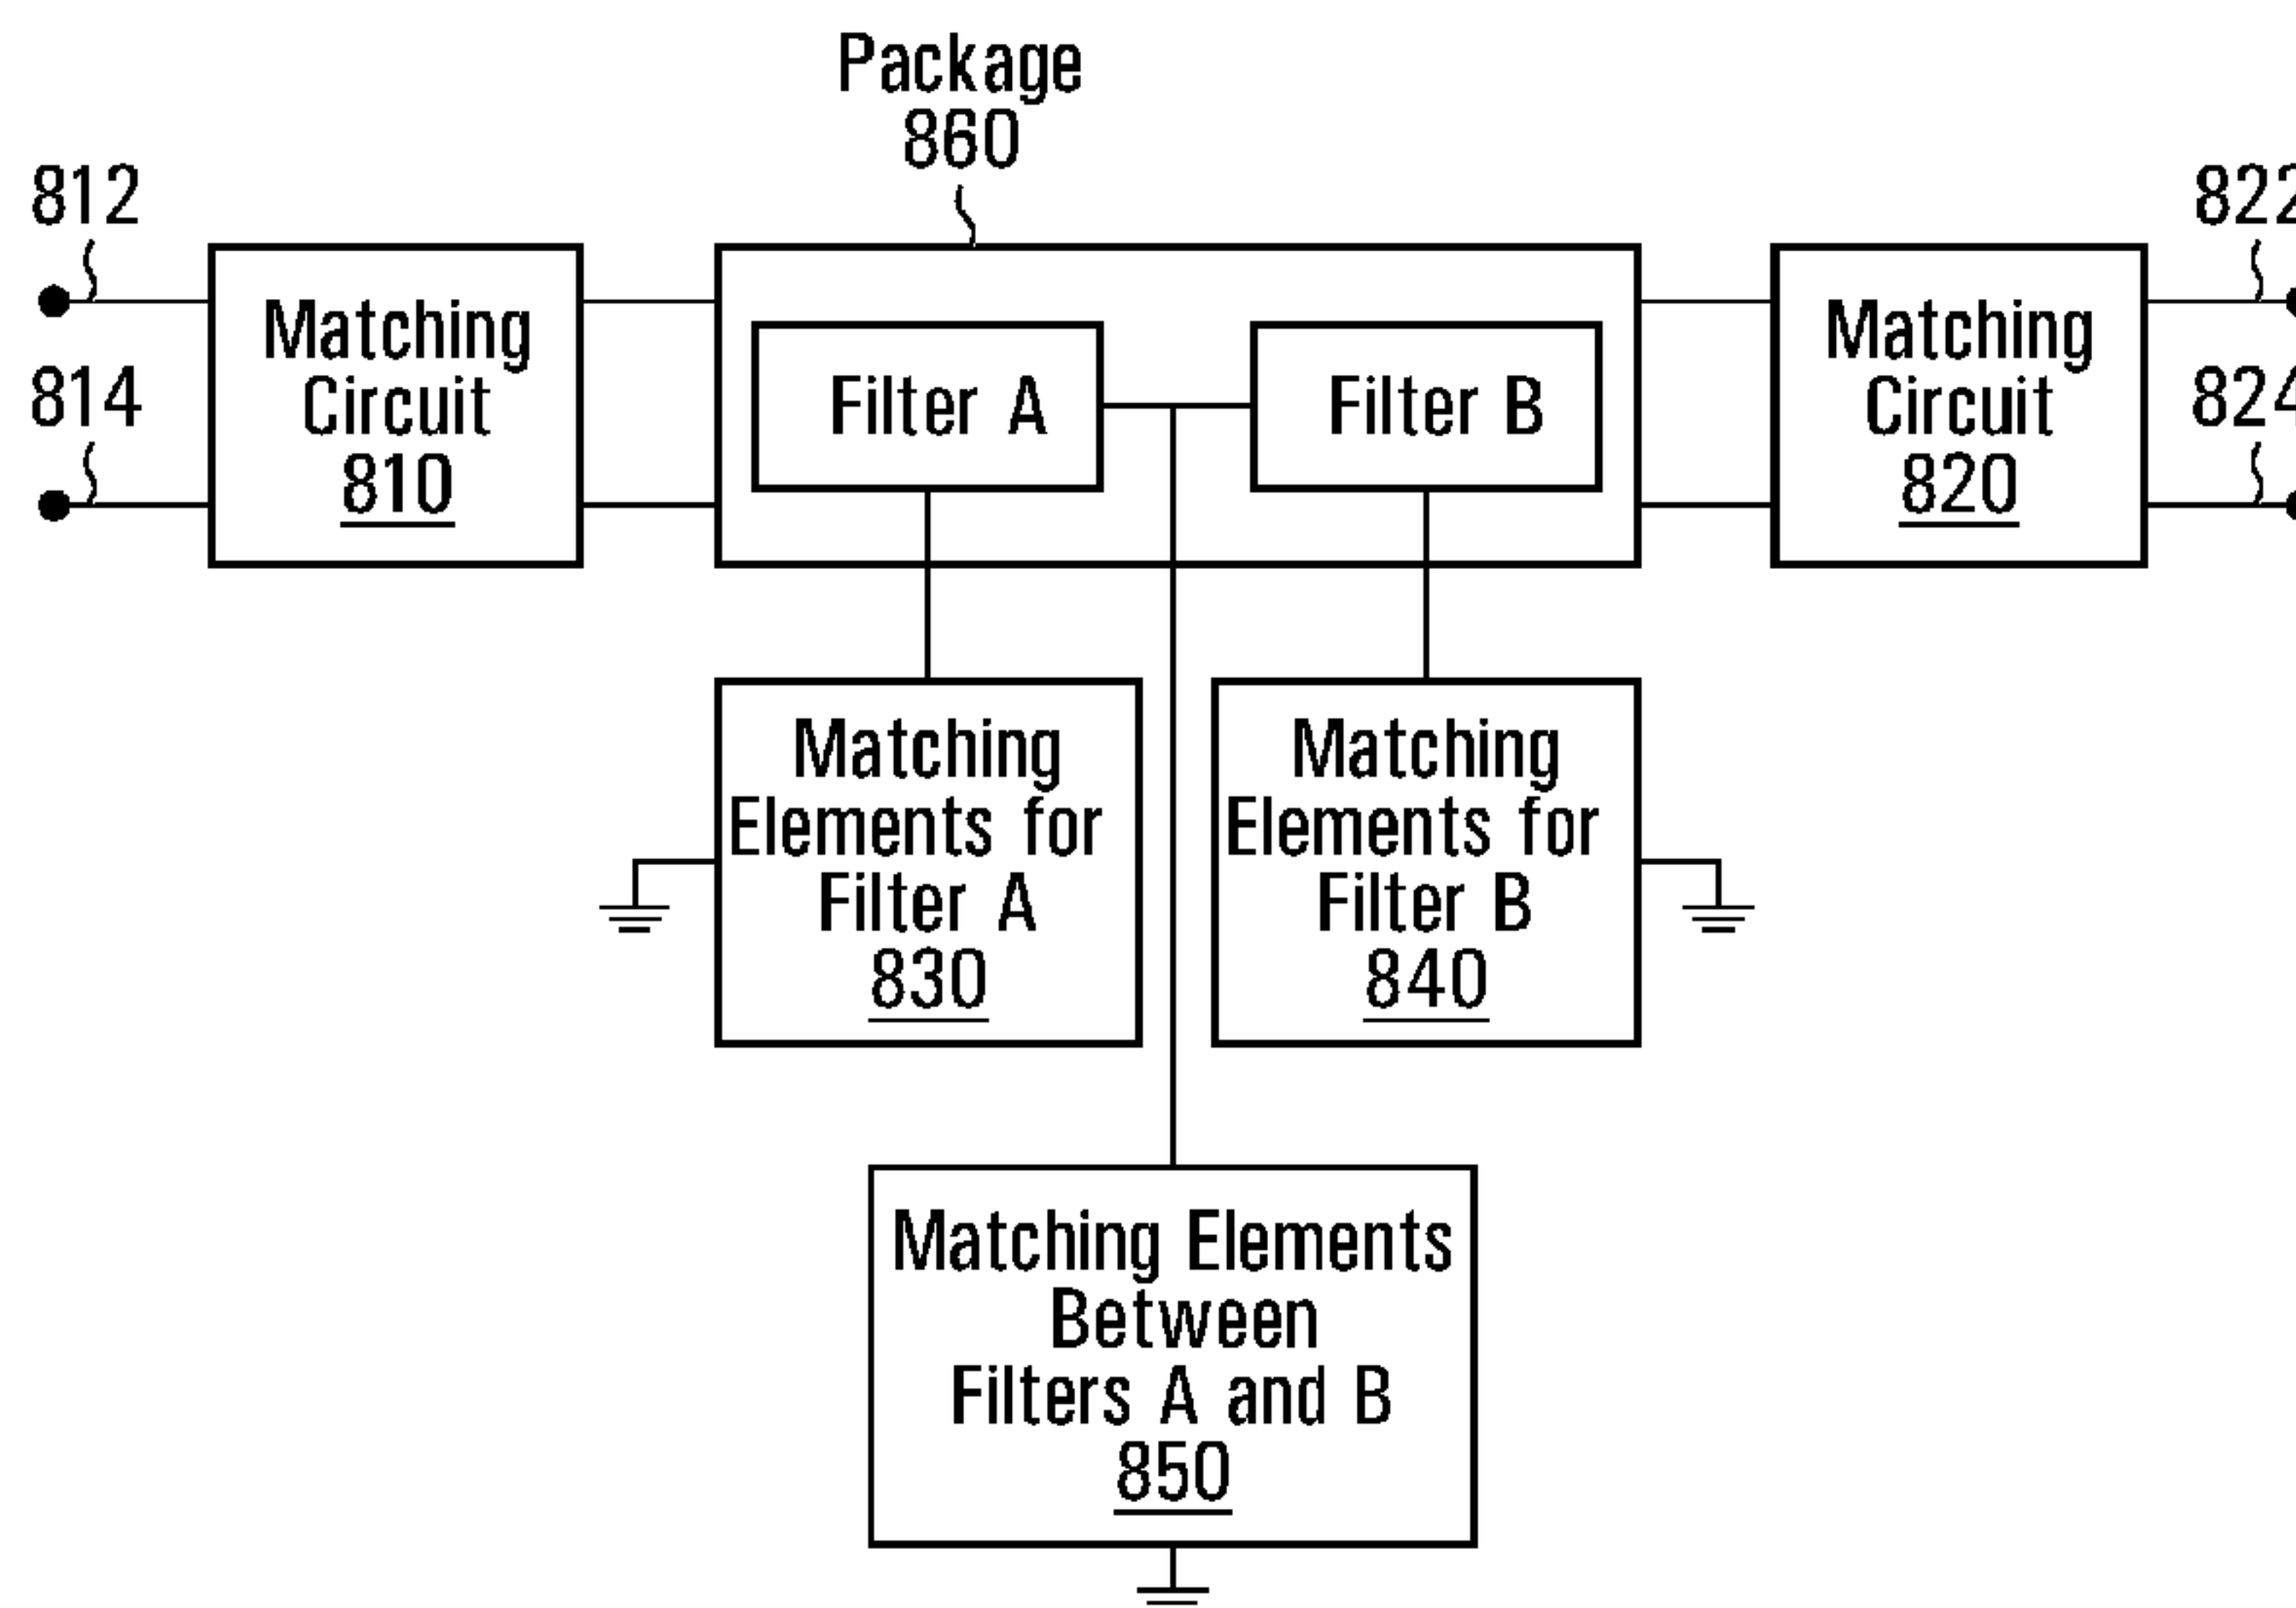 Package
860
812
822
814
824
Matching
Circuit
810
Filter A
Filter B
Matching
Circuit
820
Matching
Elements for
Filter A
830
Matching
Elements for
Filter B
840
Matching Elements
Between
Filters A and B
850